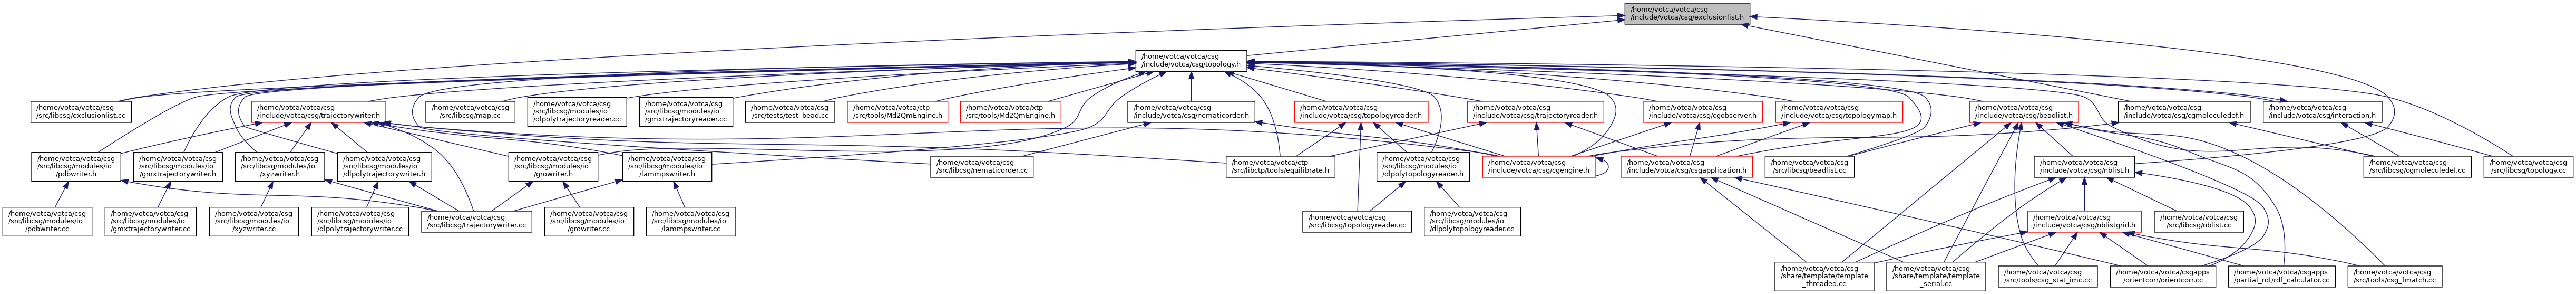 /home/votca/votca/csg
/include/votca/csg/exclusionlist.h
/home/votca/votca/csg
/include/votca/csg/topology.h
/home/votca/votca/csg
/src/libcsg/exclusionlist.cc
/home/votca/votca/csg
/include/votca/csg/trajectorywriter.h
/home/votca/votca/csg
/src/libcsg/map.cc
/home/votca/votca/csg
/src/libcsg/modules/io
/dlpolytrajectoryreader.cc
/home/votca/votca/csg
/src/libcsg/modules/io
/gmxtrajectoryreader.cc
/home/votca/votca/csg
/src/tests/test_bead.cc
/home/votca/votca/ctp
/src/tools/Md2QmEngine.h
/home/votca/votca/xtp
/src/tools/Md2QmEngine.h
/home/votca/votca/csg
/include/votca/csg/nematicorder.h
/home/votca/votca/csg
/include/votca/csg/topologyreader.h
/home/votca/votca/csg
/include/votca/csg/trajectoryreader.h
/home/votca/votca/csg
/include/votca/csg/cgobserver.h
/home/votca/votca/csg
/include/votca/csg/topologymap.h
/home/votca/votca/csg
/include/votca/csg/beadlist.h
/home/votca/votca/csg
/include/votca/csg/cgmoleculedef.h
/home/votca/votca/csg
/include/votca/csg/interaction.h
/home/votca/votca/csg
/src/libcsg/modules/io
/pdbwriter.h
/home/votca/votca/csg
/src/libcsg/modules/io
/gmxtrajectorywriter.h
/home/votca/votca/csg
/src/libcsg/modules/io
/xyzwriter.h
/home/votca/votca/csg
/src/libcsg/modules/io
/dlpolytrajectorywriter.h
/home/votca/votca/csg
/src/libcsg/modules/io
/growriter.h
/home/votca/votca/csg
/src/libcsg/modules/io
/lammpswriter.h
/home/votca/votca/csg
/src/libcsg/nematicorder.cc
/home/votca/votca/ctp
/src/libctp/tools/equilibrate.h
/home/votca/votca/csg
/src/libcsg/modules/io
/dlpolytopologyreader.h
/home/votca/votca/csg
/include/votca/csg/cgengine.h
/home/votca/votca/csg
/include/votca/csg/csgapplication.h
/home/votca/votca/csg
/src/libcsg/beadlist.cc
/home/votca/votca/csg
/include/votca/csg/nblist.h
/home/votca/votca/csg
/src/libcsg/cgmoleculedef.cc
/home/votca/votca/csg
/src/libcsg/topology.cc
/home/votca/votca/csg
/src/libcsg/modules/io
/pdbwriter.cc
/home/votca/votca/csg
/src/libcsg/modules/io
/gmxtrajectorywriter.cc
/home/votca/votca/csg
/src/libcsg/modules/io
/xyzwriter.cc
/home/votca/votca/csg
/src/libcsg/modules/io
/dlpolytrajectorywriter.cc
/home/votca/votca/csg
/src/libcsg/trajectorywriter.cc
/home/votca/votca/csg
/src/libcsg/modules/io
/growriter.cc
/home/votca/votca/csg
/src/libcsg/modules/io
/lammpswriter.cc
/home/votca/votca/csg
/src/libcsg/topologyreader.cc
/home/votca/votca/csg
/src/libcsg/modules/io
/dlpolytopologyreader.cc
/home/votca/votca/csg
/include/votca/csg/nblistgrid.h
/home/votca/votca/csg
/src/libcsg/nblist.cc
/home/votca/votca/csg
/share/template/template
_threaded.cc
/home/votca/votca/csg
/share/template/template
_serial.cc
/home/votca/votca/csg
/src/tools/csg_stat_imc.cc
/home/votca/votca/csgapps
/orientcorr/orientcorr.cc
/home/votca/votca/csgapps
/partial_rdf/rdf_calculator.cc
/home/votca/votca/csg
/src/tools/csg_fmatch.cc